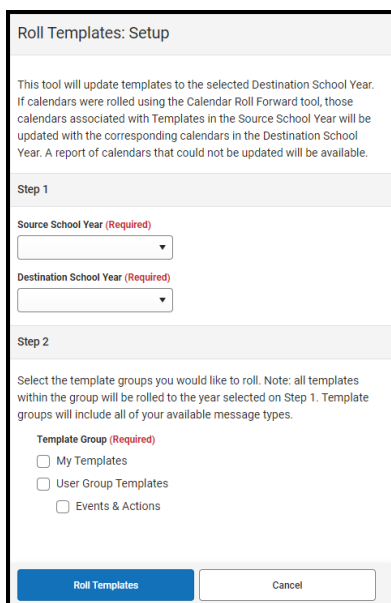 Roll Templates: Setup
This tool will update templates to the selected Destination School Year.
If calendars were rolled using the Calendar Roll Forward tool, those
calendars associated with Templates in the Source School Year will be
updated with the corresponding calendars in the Destination School
Year. A report of calendars that could not be updated will be available.
Step 1
Source School Year (Required)
Destination School Year (Required)
Step 2
Select the template groups you would like to roll. Note: all templates
within the group will be rolled to the year selected on Step 1. Template
groups will include all of your available message types.
Template Group (Required)
My Templates
User Group Templates
Events & Actions
Roll Templates
Cancel